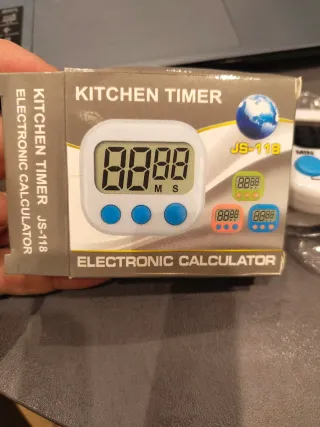 KITCHEN TIMER
JS-118
88 88
M S
ELECTRONIC CALCULATOR
KITCHEN TIMER JS-118
ELECTRONIC CALCULATOR